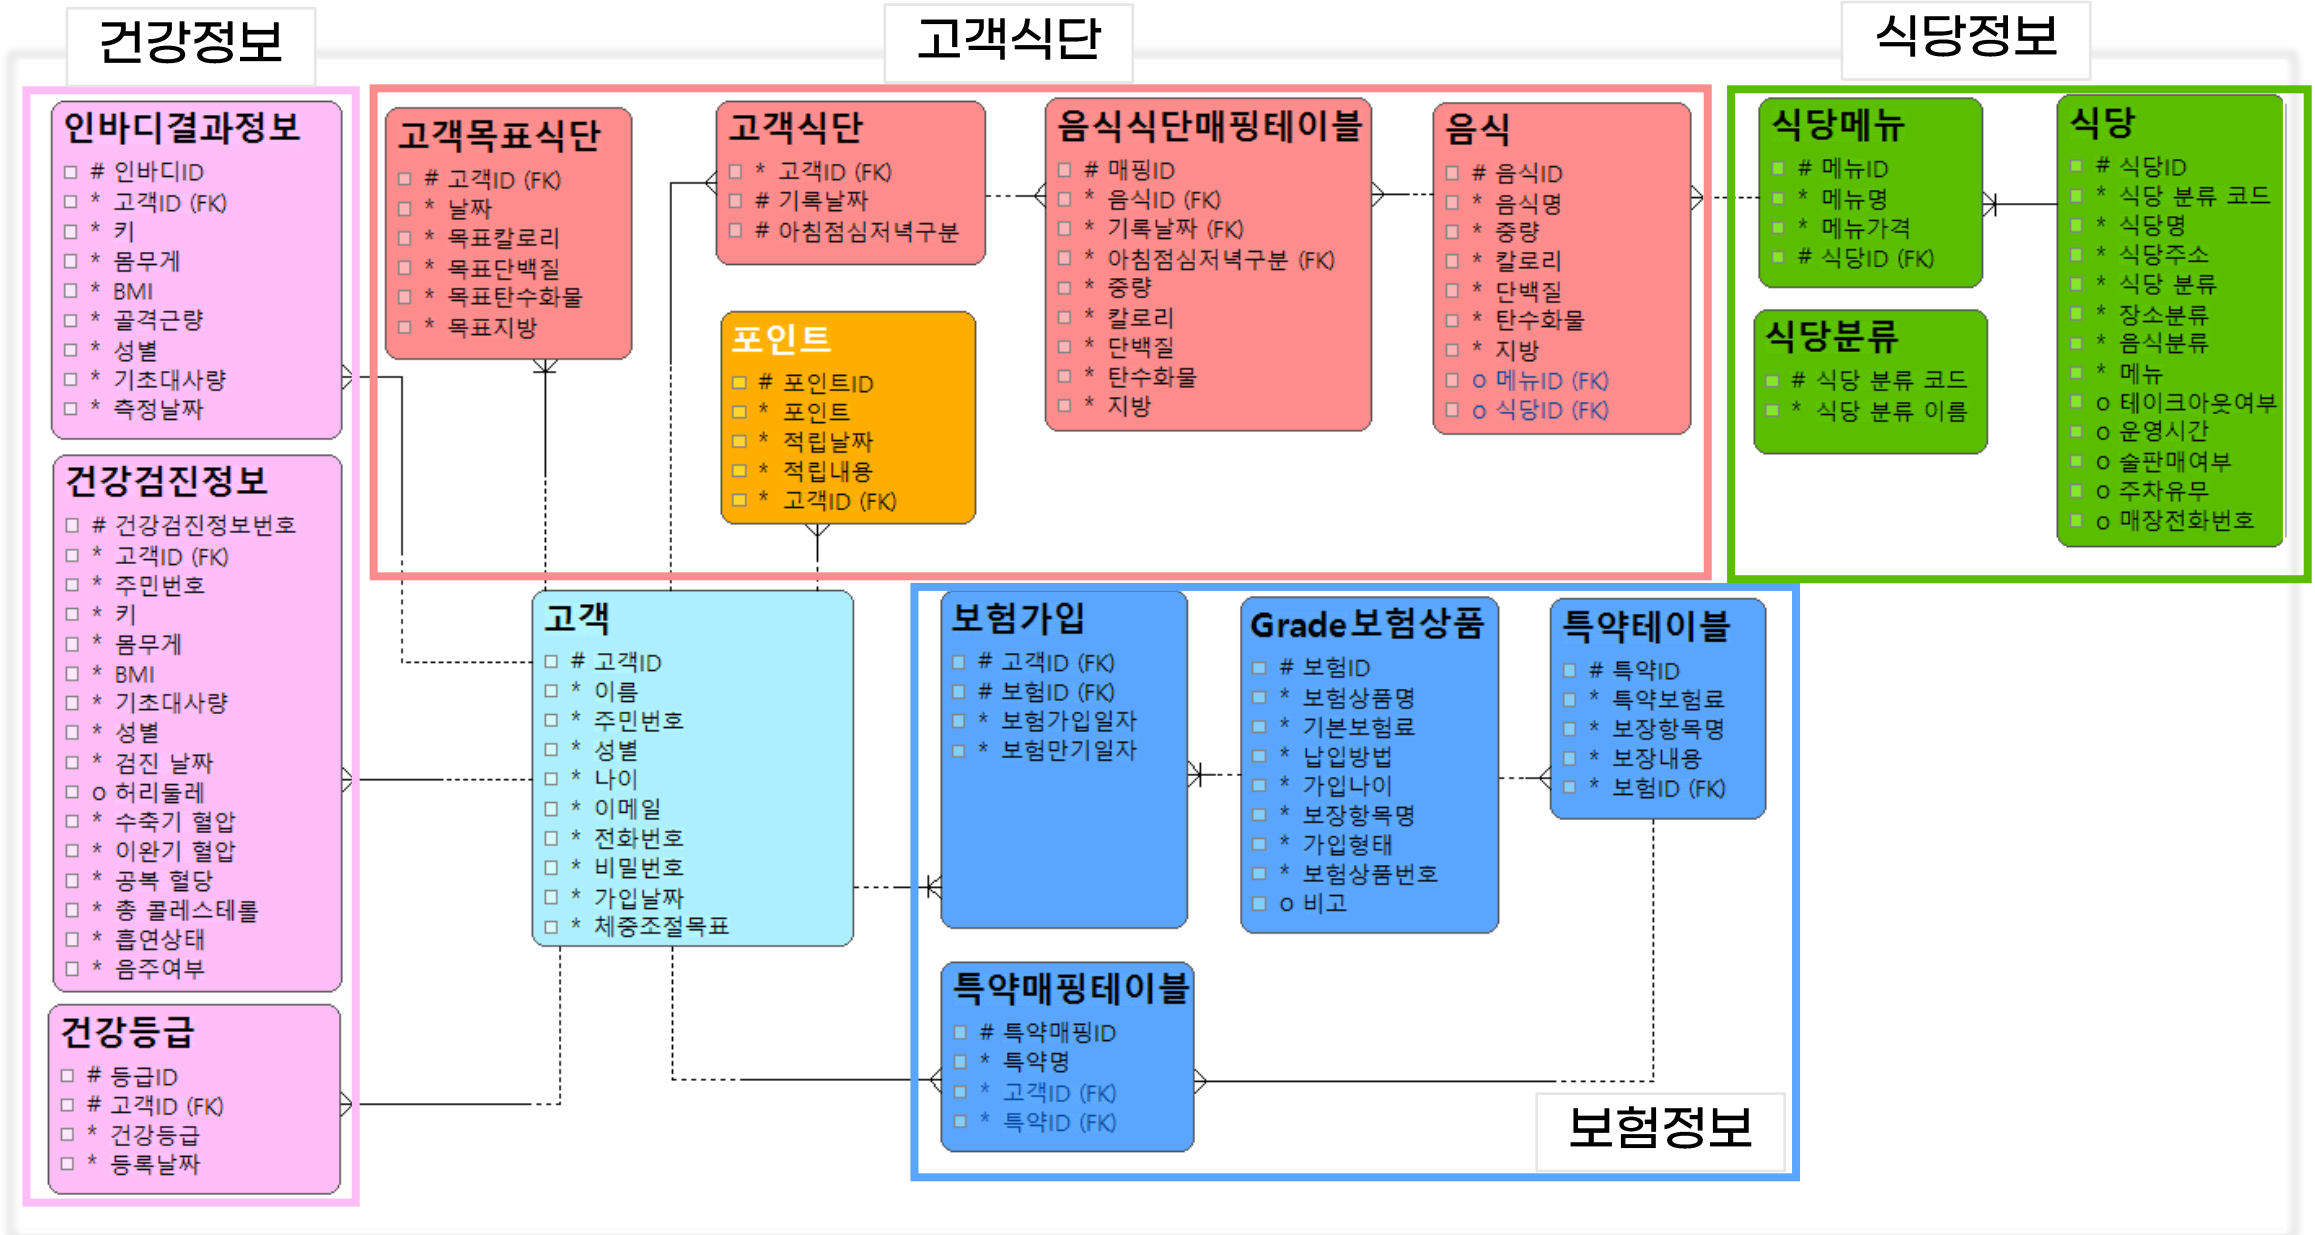 건강정보
고객식단
식당정보
인바디결과정보
# 인바디ID
* 고객ID (FK)
* 키
* 몸무게
* BMI
* 골격근량
* 성별
* 기초대사량
* 측정날짜
건강검진정보
# 건강검진정보번호
* 고객ID (FK)
* 주민번호
* 키
* 몸무게
* BMI
* 기초대사량
* 성별
* 검진 날짜
o 허리둘레
* 수축기 혈압
* 이완기 혈압
* 공복 혈당
* 총 콜레스테롤
* 흡연상태
* 음주여부
건강등급
# 등급ID
# 고객ID (FK)
* 건강등급
* 등록날짜
고객목표식단
# 고객ID (FK)
* 날짜
* 목표칼로리
* 목표단백질
* 목표탄수화물
* 목표지방
고객식단
* 고객ID (FK)
# 기록날짜
# 아침점심저녁구분
포인트
# 포인트ID
* 포인트
* 적립날짜
* 적립내용
* 고객ID (FK)
음식식단매핑테이블
# 매핑ID
* 음식ID (FK)
* 기록날짜 (FK)
* 아침점심저녁구분 (FK)
* 중량
* 칼로리
* 단백질
* 탄수화물
* 지방
음식
# 음식ID
* 음식명
* 중량
* 칼로리
* 단백질
* 탄수화물
* 지방
o 메뉴ID (FK)
o 식당ID (FK)
식당메뉴
# 메뉴ID
* 메뉴명
* 메뉴가격
# 식당ID (FK)
식당분류
# 식당 분류 코드
* 식당 분류 이름
식당
# 식당ID
* 식당 분류 코드
* 식당명
* 식당주소
* 식당 분류
* 장소분류
* 음식분류
* 메뉴
o 테이크아웃여부
o 운영시간
o 술판매여부
o 주차유무
o 매장전화번호
고객
# 고객ID
* 이름
* 주민번호
* 성별
* 나이
* 이메일
* 전화번호
* 비밀번호
* 가입날짜
* 체중조절목표
보험가입
# 고객ID (FK)
# 보험ID (FK)
* 보험가입일자
* 보험만기일자
Grade보험상품
# 보험ID
* 보험상품명
* 기본보험료
* 납입방법
* 가입나이
* 보장항목명
* 가입형태
* 보험상품번호
o 비고
특약테이블
# 특약ID
* 특약보험료
* 보장항목명
* 보장내용
* 보험ID (FK)
특약매핑테이블
# 특약매핑ID
* 특약명
* 고객ID (FK)
* 특약ID (FK)
보험정보